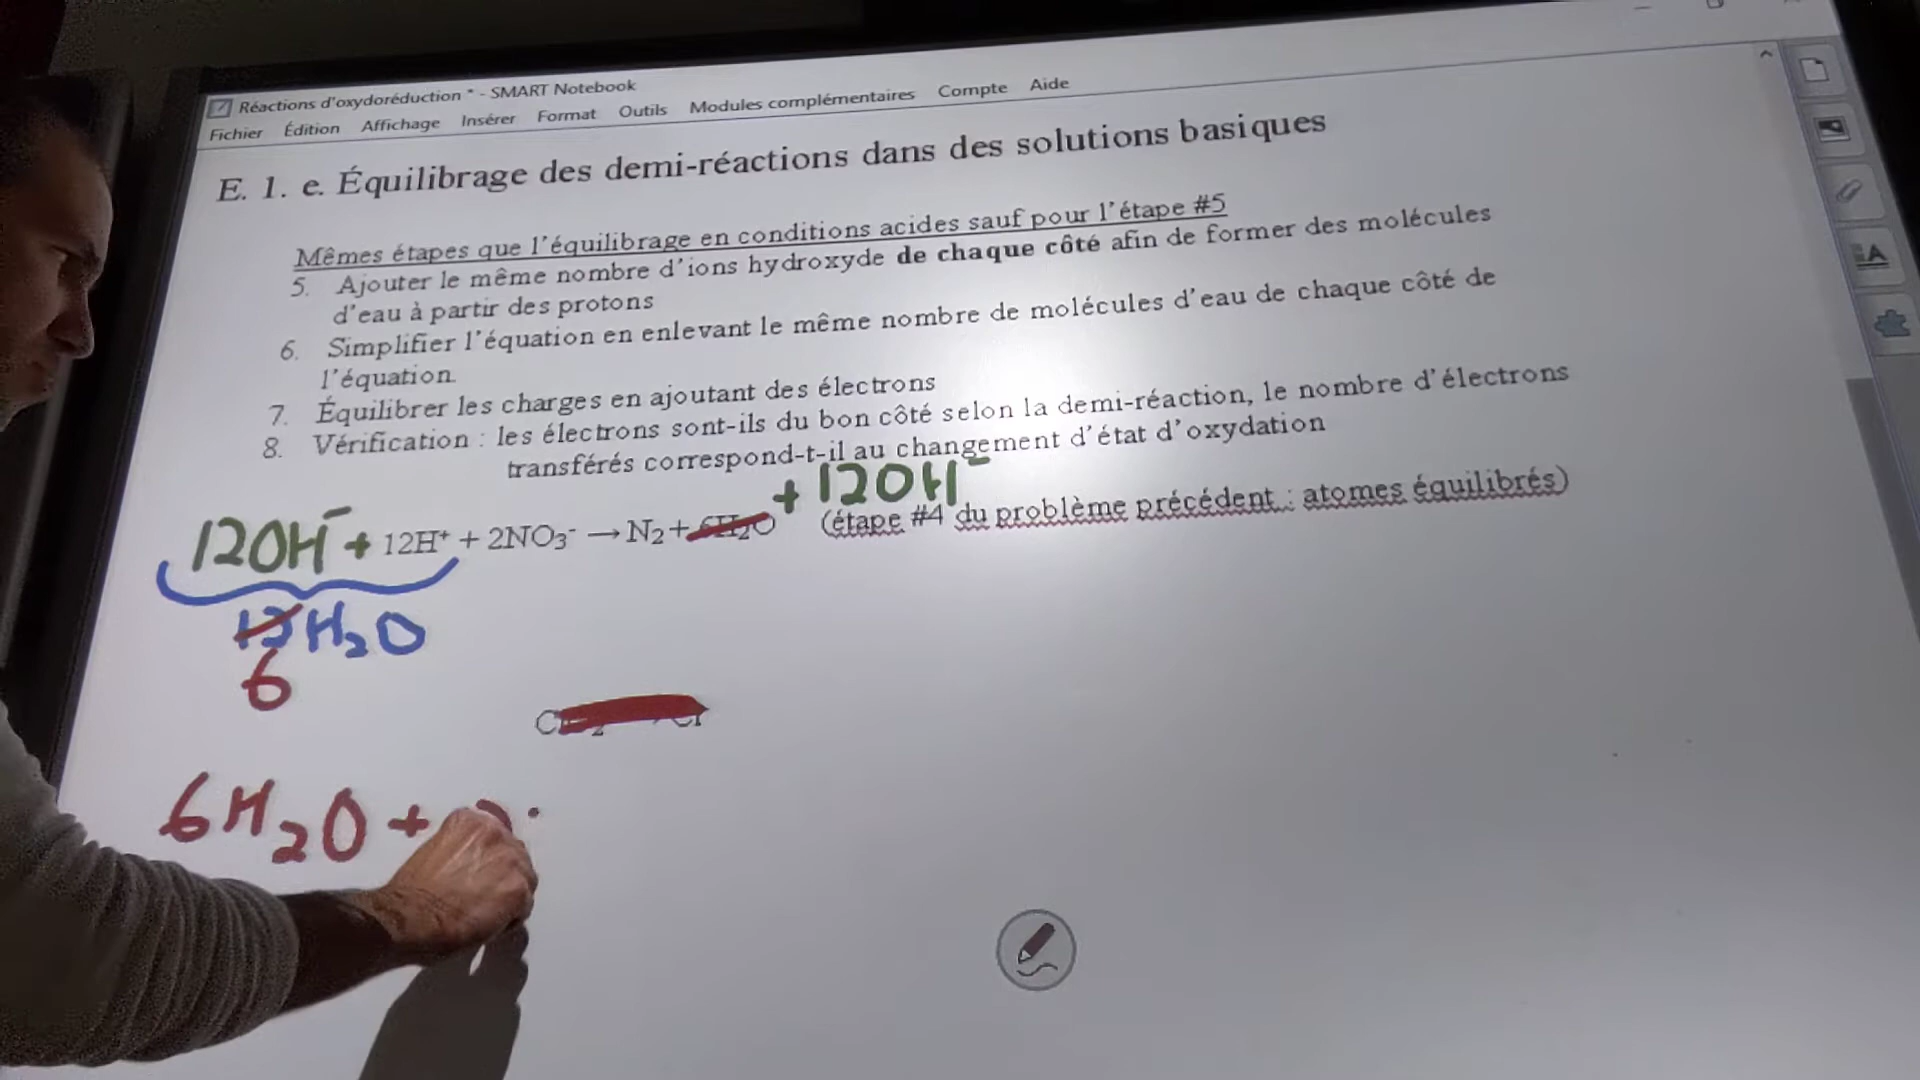 Réactions d'oxydoréduction * - SMART Notebook
Fichier Édition Affichage Insérer Format Outils Modules complémentaires Compte Aide
E. 1. e. Équilibrage des demi-réactions dans des solutions basiques
Mêmes étapes que l'équilibrage en conditions acides sauf pour l'étape #5
5. Ajouter le même nombre d'ions hydroxyde de chaque côté afin de former des molécules
d'eau à partir des protons
6. Simplifier l'équation en enlevant le même nombre de molécules d'eau de chaque côté de
l'équation.
7. Équilibrer les charges en ajoutant des électrons
8. Vérification : les électrons sont-ils du bon côté selon la demi-réaction, le nombre d'électrons
transférés correspond-t-il au changement d'état d'oxydation
12OH⁻ + 12H⁺ + 2NO₃⁻ → N₂ + 6H₂O + 12OH⁻ (étape #4 du problème précédent : atomes équilibrés)
12H₂O
6
6H₂O +